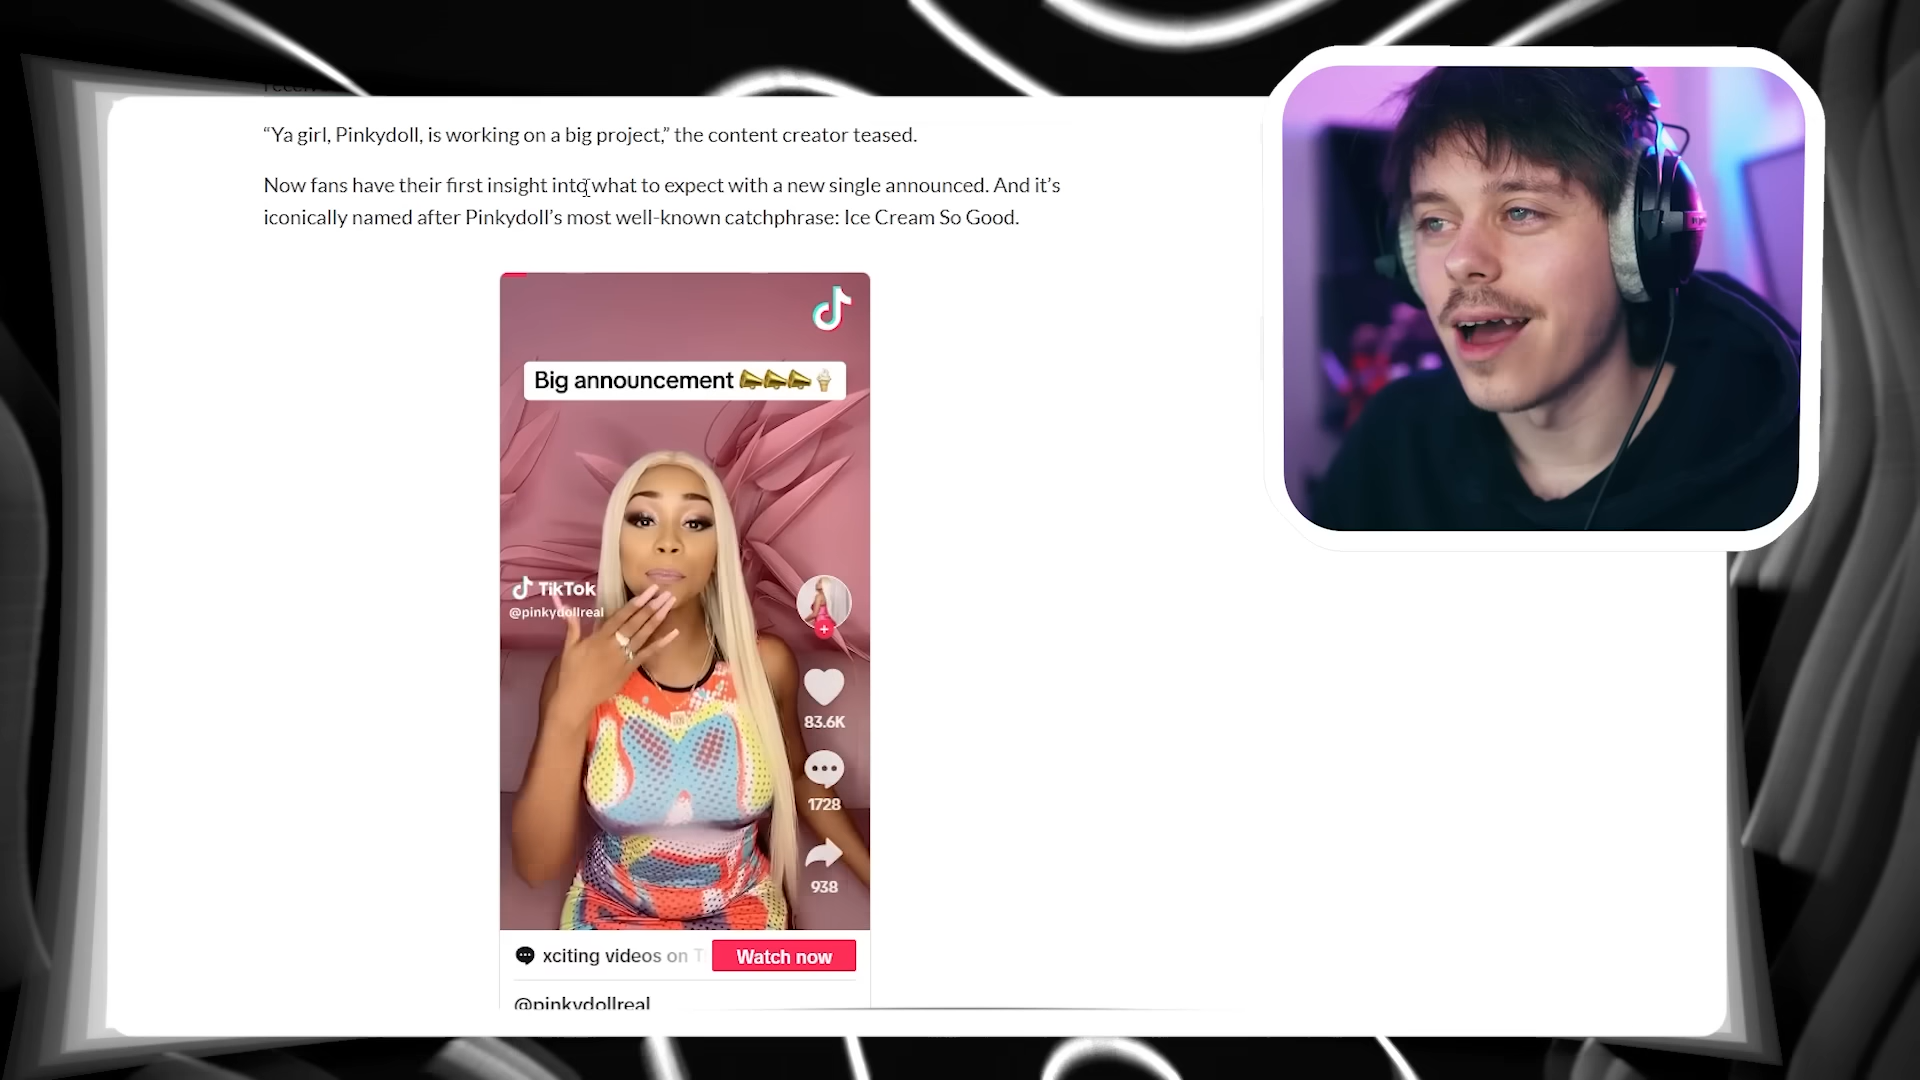 “Ya girl, Pinkydoll, is working on a big project,” the content creator teased.
Now fans have their first insight into what to expect with a new single announced. And it’s
iconically named after Pinkydoll’s most well-known catchphrase: Ice Cream So Good.
Big announcement
TikTok
@pinkydollreal
83.6K
1728
938
xciting videos on T
Watch now
@pinkydollreal